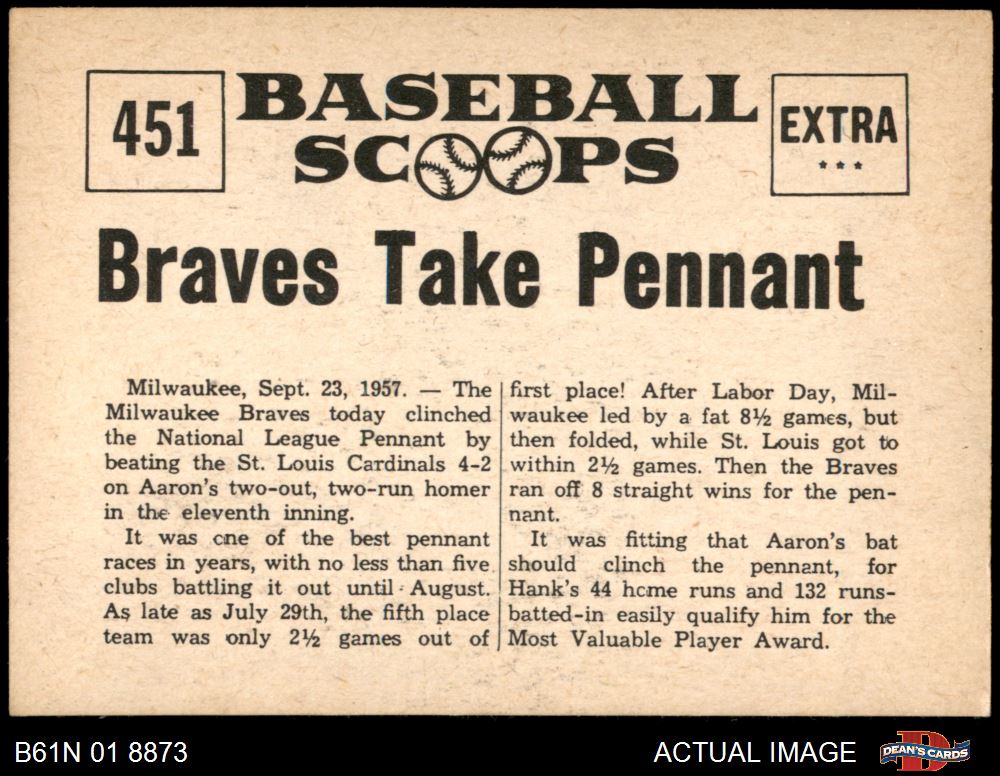 451
BASEBALL
SCOOPS
EXTRA
***
Braves Take Pennant
Milwaukee, Sept. 23, 1957. — The
Milwaukee Braves today clinched
the National League Pennant by
beating the St. Louis Cardinals 4-2
on Aaron's two-out, two-run homer
in the eleventh inning.
It was one of the best pennant
races in years, with no less than five
clubs battling it out until August.
As late as July 29th, the fifth place
team was only 2½ games out of
first place! After Labor Day, Mil-
waukee led by a fat 8½ games, but
then folded, while St. Louis got to
within 2½ games. Then the Braves
ran off 8 straight wins for the pen-
nant.
It was fitting that Aaron's bat
should clinch the pennant, for
Hank's 44 home runs and 132 runs-
batted-in easily qualify him for the
Most Valuable Player Award.
B61N 01 8873
ACTUAL IMAGE
D
DEAN'S CARDS